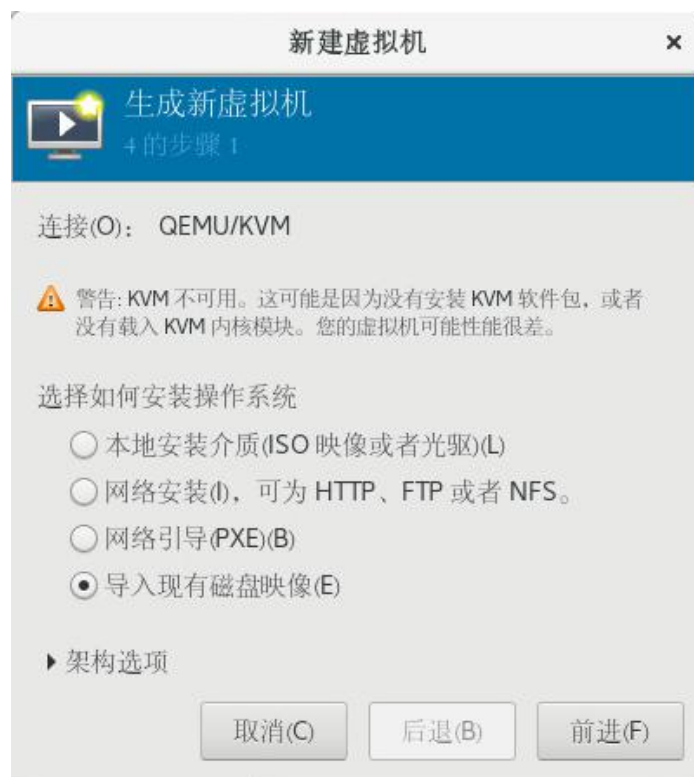 新建虚拟机
生成新虚拟机
4 的步骤 1
连接(O)： QEMU/KVM
警告: KVM 不可用。这可能是因为没有安装 KVM 软件包，或者
没有载入 KVM 内核模块。您的虚拟机可能性能很差。
选择如何安装操作系统
本地安装介质(ISO 映像或者光驱)(L)
网络安装(I)，可为 HTTP、FTP 或者 NFS。
网络引导(PXE)(B)
导入现有磁盘映像(E)
架构选项
取消(C) 后退(B) 前进(F)